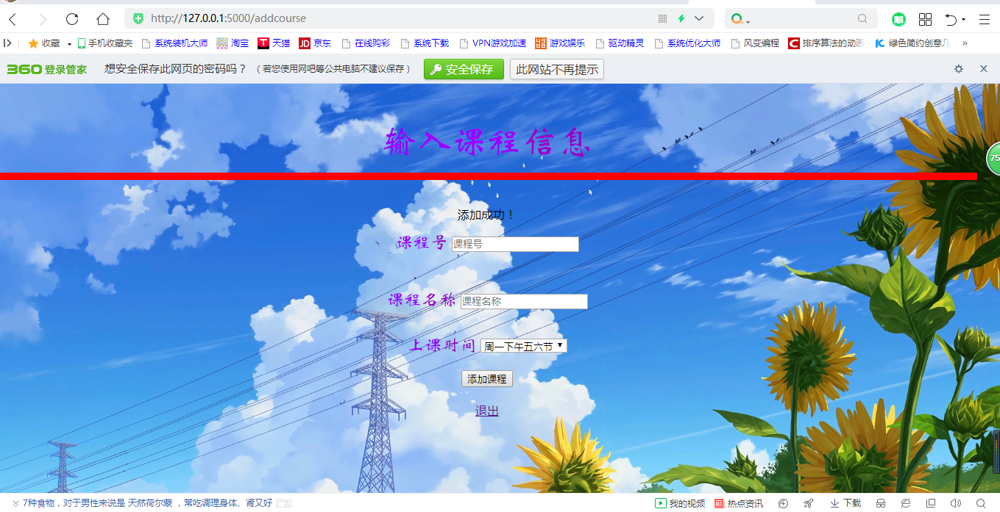 http://127.0.0.1:5000/addcourse
收藏 手机收藏夹 系统装机大师 淘宝 天猫 京东 在线购彩 系统下载 VPN游戏加速 游戏娱乐 驱动精灵 系统优化大师 风变编程 排序算法的动画 绿色简约创意 »
360登录管家 想安全保存此网页的密码吗？ （若您使用网吧等公共电脑不建议保存） 安全保存 此网站不再提示
输入课程信息
75
添加成功！
课程号 课程号
课程名称 课程名称
上课时间 周一下午五六节
添加课程
退出
7种食物，对于男性来说是 天然荷尔蒙 ，常吃调理身体、肾又好 广告 我的视频 热点资讯 下载